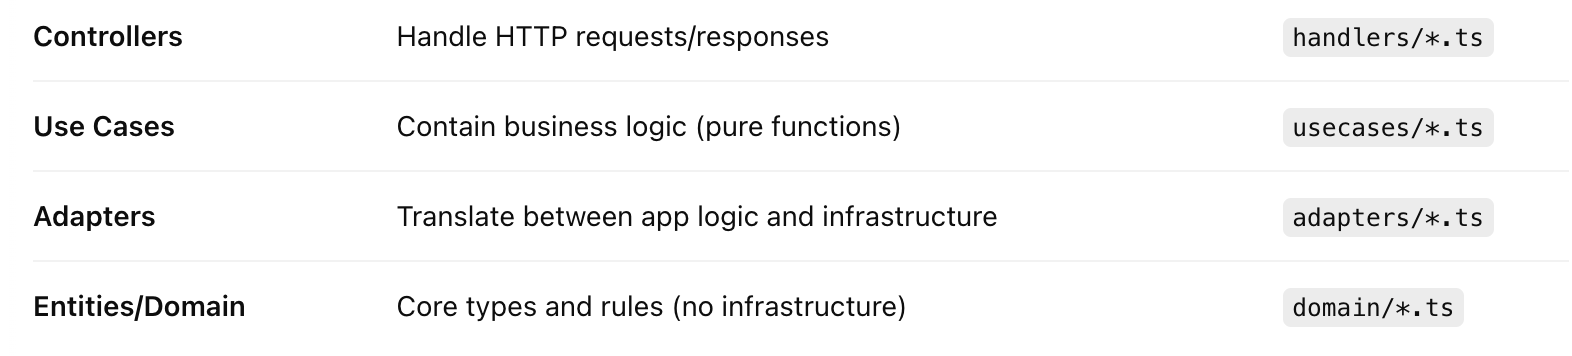 Controllers Handle HTTP requests/responses handlers/*.ts
Use Cases Contain business logic (pure functions) usecases/*.ts
Adapters Translate between app logic and infrastructure adapters/*.ts
Entities/Domain Core types and rules (no infrastructure) domain/*.ts